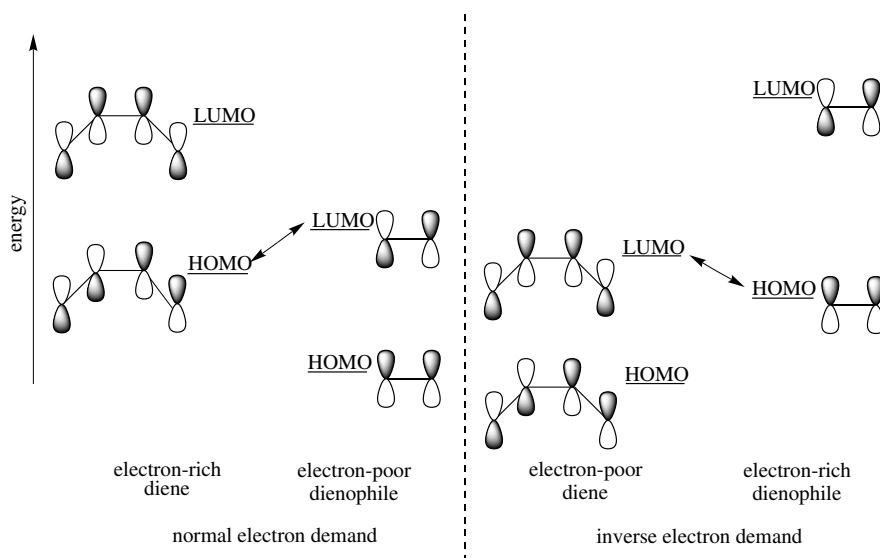 energy
LUMO
HOMO
LUMO
HOMO
electron-rich
diene
electron-poor
dienophile
normal electron demand
LUMO
LUMO
HOMO
HOMO
electron-poor
diene
electron-rich
dienophile
inverse electron demand